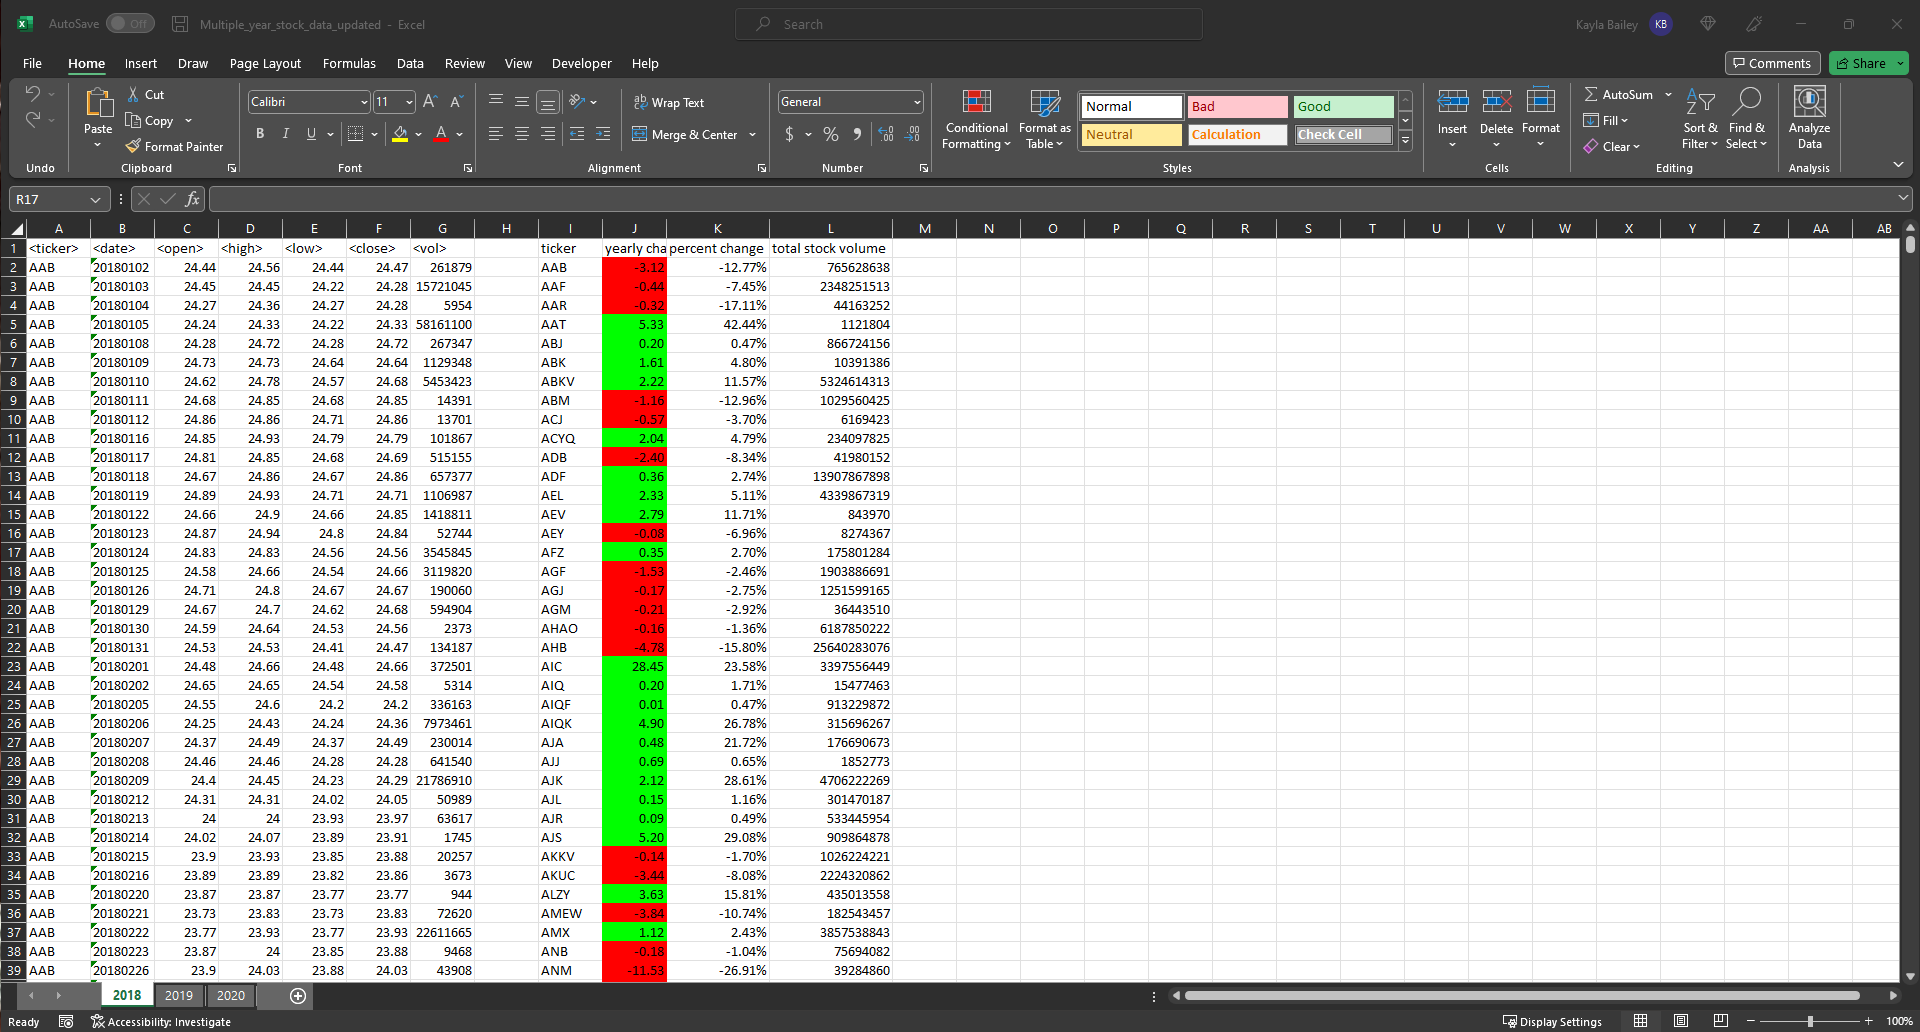 AutoSave Off Multiple_year_stock_data_updated - Excel Search Kayla Bailey KB
File Home Insert Draw Page Layout Formulas Data Review View Developer Help Comments Share
Paste Cut Copy Format Painter
Calibri 11 A A B I U A
ab Wrap Text Merge & Center
General $ % ,
Conditional Formatting Format as Table
Normal Bad Good
Neutral Calculation Check Cell
Insert Delete Format
AutoSum Fill Clear
Sort & Filter Find & Select Analyze Data
Undo Clipboard Font Alignment Number Styles Cells Editing Analysis
R17 fx
A B C D E F G H I J K L M N O P Q R S T U V W X Y Z AA AB
1 <ticker> <date> <open> <high> <low> <close> <vol> ticker yearly cha percent change total stock volume
2 AAB 20180102 24.44 24.56 24.44 24.47 261879 AAB -3.12 -12.77% 765628638
3 AAB 20180103 24.45 24.45 24.22 24.28 15721045 AAF -0.44 -7.45% 2348251513
4 AAB 20180104 24.27 24.36 24.27 24.28 5954 AAR -0.32 -17.11% 44163252
5 AAB 20180105 24.24 24.33 24.22 24.33 58161100 AAT 5.33 42.44% 1121804
6 AAB 20180108 24.28 24.72 24.28 24.72 267347 ABJ 0.20 0.47% 866724156
7 AAB 20180109 24.73 24.73 24.64 24.64 1129348 ABK 1.61 4.80% 10391386
8 AAB 20180110 24.62 24.78 24.57 24.68 5453423 ABKV 2.22 11.57% 5324614313
9 AAB 20180111 24.68 24.85 24.68 24.85 14391 ABM -1.16 -12.96% 1029560425
10 AAB 20180112 24.86 24.86 24.71 24.86 13701 ACJ -0.57 -3.70% 6169423
11 AAB 20180116 24.85 24.93 24.79 24.79 101867 ACYQ 2.04 4.79% 234097825
12 AAB 20180117 24.81 24.85 24.68 24.69 515155 ADB -2.40 -8.34% 41980152
13 AAB 20180118 24.67 24.86 24.67 24.86 657377 ADF 0.36 2.74% 13907867898
14 AAB 20180119 24.89 24.93 24.71 24.71 1106987 AEL 2.33 5.11% 4339867319
15 AAB 20180122 24.66 24.9 24.66 24.85 1418811 AEV 2.79 11.71% 843970
16 AAB 20180123 24.87 24.94 24.8 24.84 52744 AEY -0.08 -6.96% 8274367
17 AAB 20180124 24.83 24.83 24.56 24.56 3545845 AFZ 0.35 2.70% 175801284
18 AAB 20180125 24.58 24.66 24.54 24.66 3119820 AGF -1.53 -2.46% 1903886691
19 AAB 20180126 24.71 24.8 24.67 24.67 190060 AGJ -0.17 -2.75% 1251599165
20 AAB 20180129 24.67 24.7 24.62 24.68 594904 AGM -0.21 -2.92% 36443510
21 AAB 20180130 24.59 24.64 24.53 24.56 2373 AHAO -0.16 -1.36% 6187850222
22 AAB 20180131 24.53 24.53 24.41 24.47 134187 AHB -4.78 -15.80% 25640283076
23 AAB 20180201 24.48 24.66 24.48 24.66 372501 AIC 28.45 23.58% 3397556449
24 AAB 20180202 24.65 24.65 24.54 24.58 5314 AIQ 0.20 1.71% 15477463
25 AAB 20180205 24.55 24.6 24.2 24.2 336163 AIQF 0.01 0.47% 913229872
26 AAB 20180206 24.25 24.43 24.24 24.36 7973461 AIQK 4.90 26.78% 315696267
27 AAB 20180207 24.37 24.49 24.37 24.49 230014 AJA 0.48 21.72% 176690673
28 AAB 20180208 24.46 24.46 24.28 24.28 641540 AJJ 0.69 0.65% 1852773
29 AAB 20180209 24.4 24.45 24.23 24.29 21786910 AJK 2.12 28.61% 4706222269
30 AAB 20180212 24.31 24.31 24.02 24.05 50989 AJL 0.15 1.16% 301470187
31 AAB 20180213 24 24 23.93 23.97 63617 AJR 0.09 0.49% 533445954
32 AAB 20180214 24.02 24.07 23.89 23.91 1745 AJS 5.20 29.08% 909864878
33 AAB 20180215 23.9 23.93 23.85 23.88 20257 AKKV -0.14 -1.70% 1026224221
34 AAB 20180216 23.89 23.89 23.82 23.86 3673 AKUC -3.44 -8.08% 2224320862
35 AAB 20180220 23.87 23.87 23.77 23.77 944 ALZY 3.63 15.81% 435013558
36 AAB 20180221 23.73 23.83 23.73 23.83 72620 AMEW -3.84 -10.74% 182543457
37 AAB 20180222 23.77 23.93 23.77 23.93 22611665 AMX 1.12 2.43% 3857538843
38 AAB 20180223 23.87 24 23.85 23.88 9468 ANB -0.18 -1.04% 75694082
39 AAB 20180226 23.9 24.03 23.88 24.03 43908 ANM -11.53 -26.91% 39284860
2018 2019 2020
Ready Accessibility: Investigate Display Settings 100%